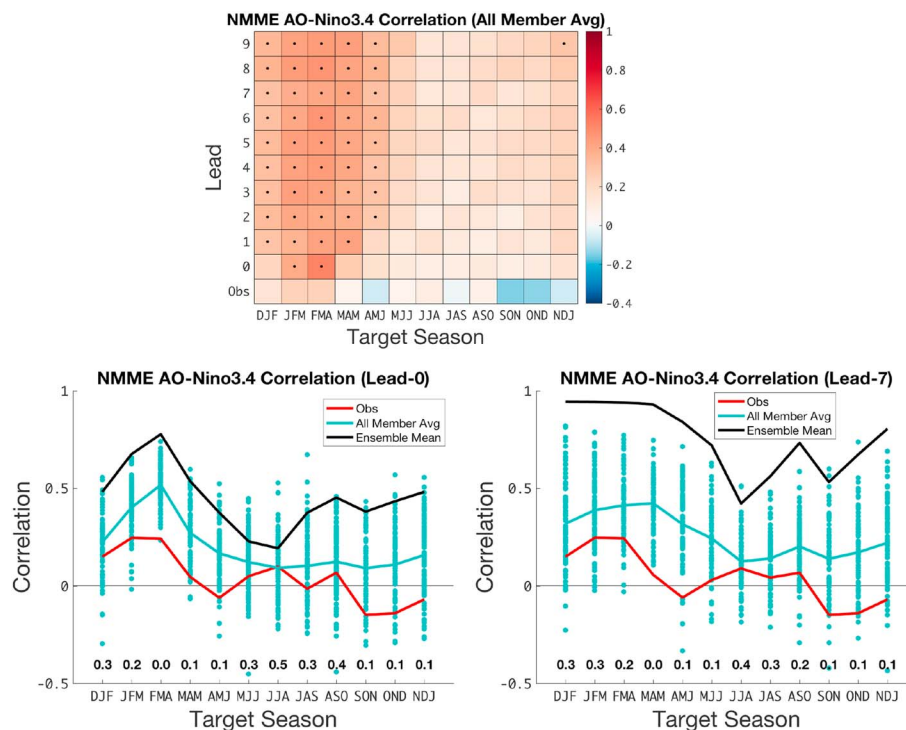 NMME AO-Nino3.4 Correlation (All Member Avg)
Lead
9
8
7
6
5
4
3
2
1
0
Obs
DJF JFM FMA MAM AMJ MJJ JJA JAS ASO SON OND NDJ
Target Season
1
0.8
0.6
0.4
0.2
0
-0.2
-0.4
NMME AO-Nino3.4 Correlation (Lead-0)
Obs
All Member Avg
Ensemble Mean
Correlation
1
0.5
0
-0.5
0.3 0.2 0.0 0.1 0.1 0.3 0.5 0.3 0.4 0.1 0.1 0.1
DJF JFM FMA MAM AMJ MJJ JJA JAS ASO SON OND NDJ
Target Season
NMME AO-Nino3.4 Correlation (Lead-7)
Obs
All Member Avg
Ensemble Mean
Correlation
1
0.5
0
-0.5
0.3 0.3 0.2 0.0 0.1 0.1 0.4 0.3 0.2 0.1 0.1 0.1
DJF JFM FMA MAM AMJ MJJ JJA JAS ASO SON OND NDJ
Target Season